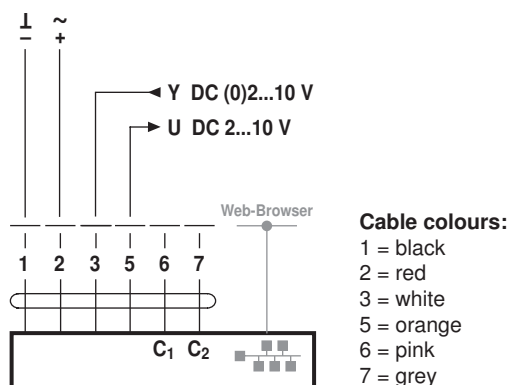 ⊥ ~
− +
Y DC (0)2...10 V
U DC 2...10 V
Web-Browser
1 2 3 5 6 7
C₁ C₂
Cable colours:
1 = black
2 = red
3 = white
5 = orange
6 = pink
7 = grey